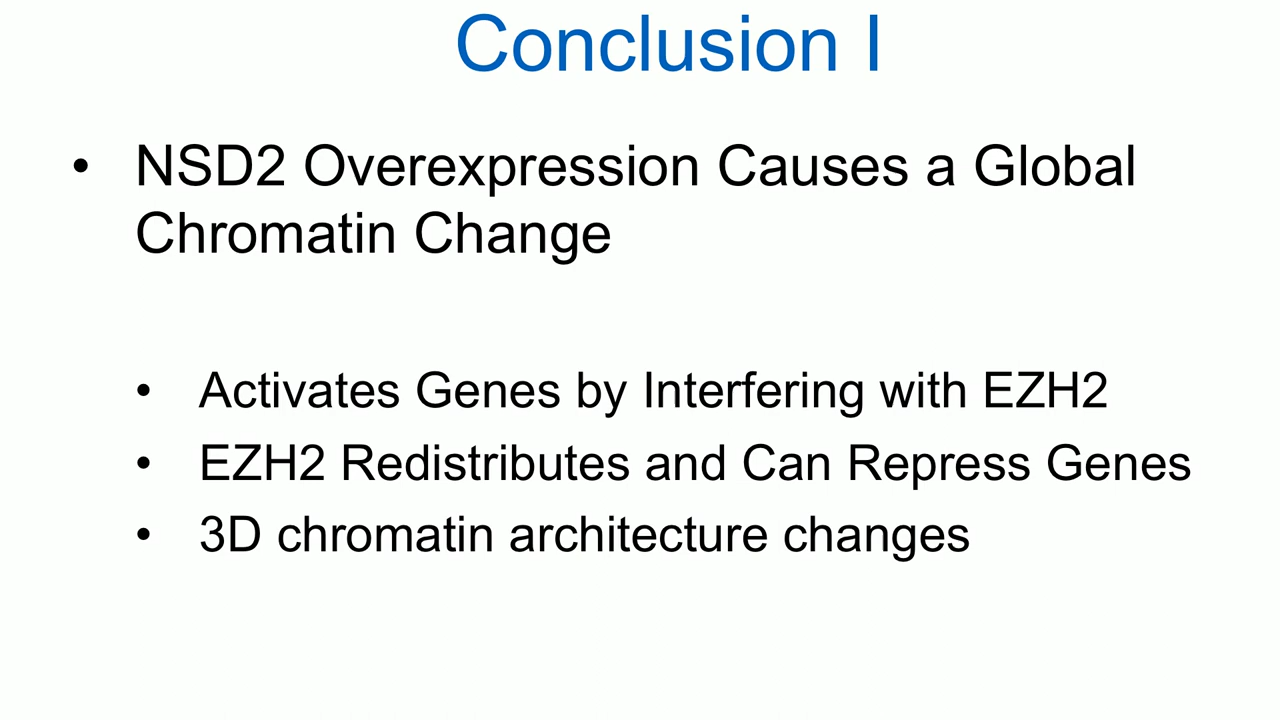 Conclusion I
• NSD2 Overexpression Causes a Global
Chromatin Change
• Activates Genes by Interfering with EZH2
• EZH2 Redistributes and Can Repress Genes
• 3D chromatin architecture changes